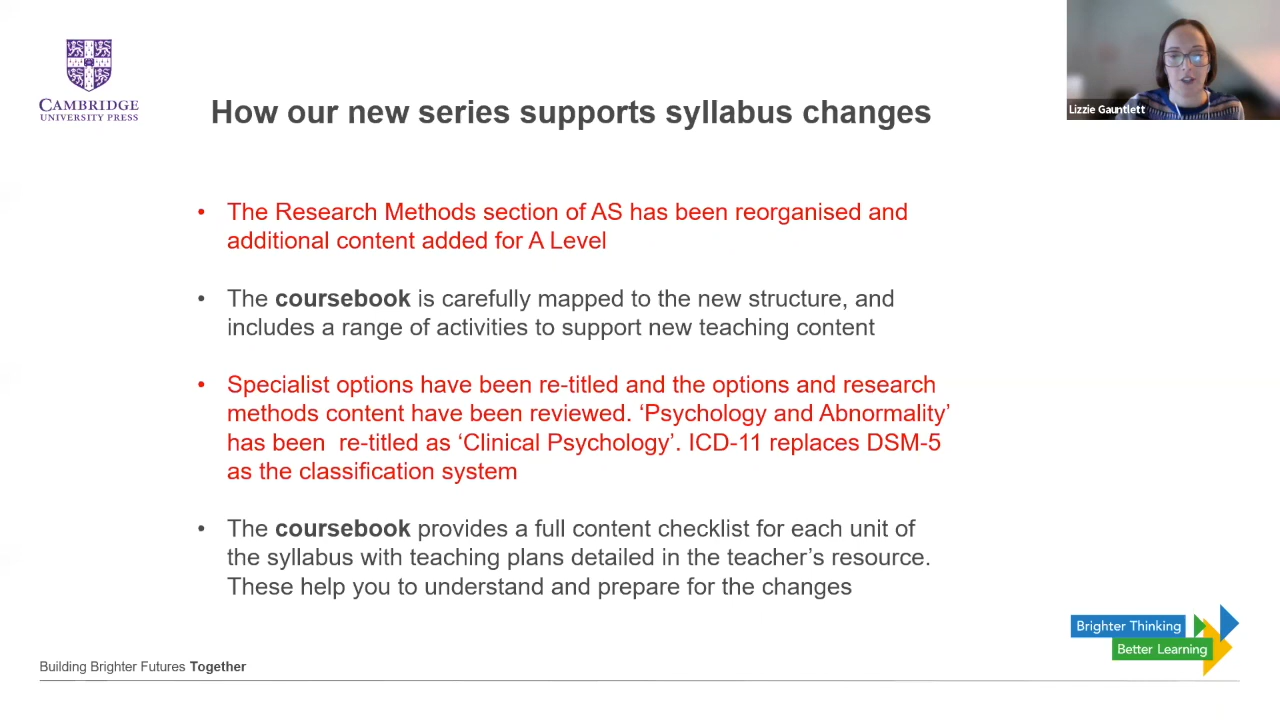 CAMBRIDGE
UNIVERSITY PRESS
How our new series supports syllabus changes
Lizzie Gauntlett
• The Research Methods section of AS has been reorganised and
additional content added for A Level
• The coursebook is carefully mapped to the new structure, and
includes a range of activities to support new teaching content
• Specialist options have been re-titled and the options and research
methods content have been reviewed. ‘Psychology and Abnormality’
has been re-titled as ‘Clinical Psychology’. ICD-11 replaces DSM-5
as the classification system
• The coursebook provides a full content checklist for each unit of
the syllabus with teaching plans detailed in the teacher’s resource.
These help you to understand and prepare for the changes
Brighter Thinking
Better Learning
Building Brighter Futures Together